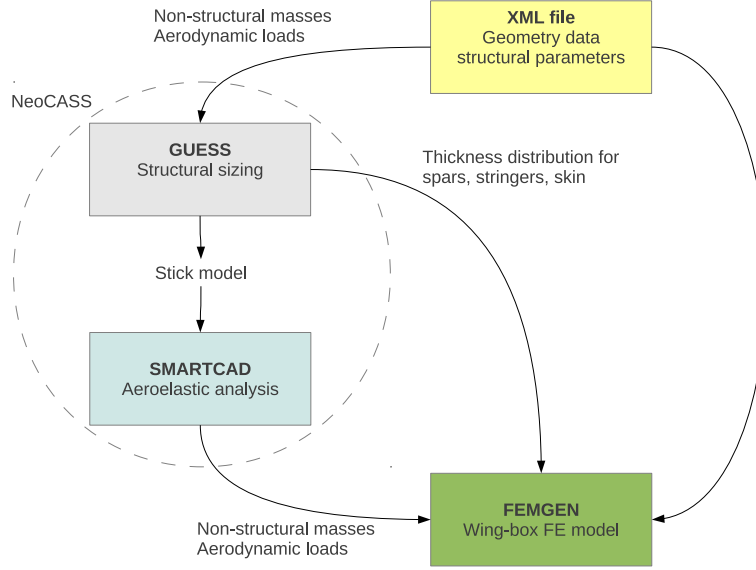 Non-structural masses
Aerodynamic loads
XML file
Geometry data
structural parameters
NeoCASS
GUESS
Structural sizing
Thickness distribution for
spars, stringers, skin
Stick model
SMARTCAD
Aeroelastic analysis
Non-structural masses
Aerodynamic loads
FEMGEN
Wing-box FE model